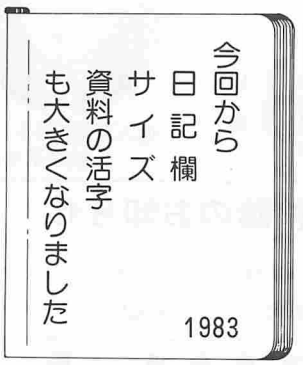 今回から
日記欄
サイズ
資料の活字
も大きくなりました
1983